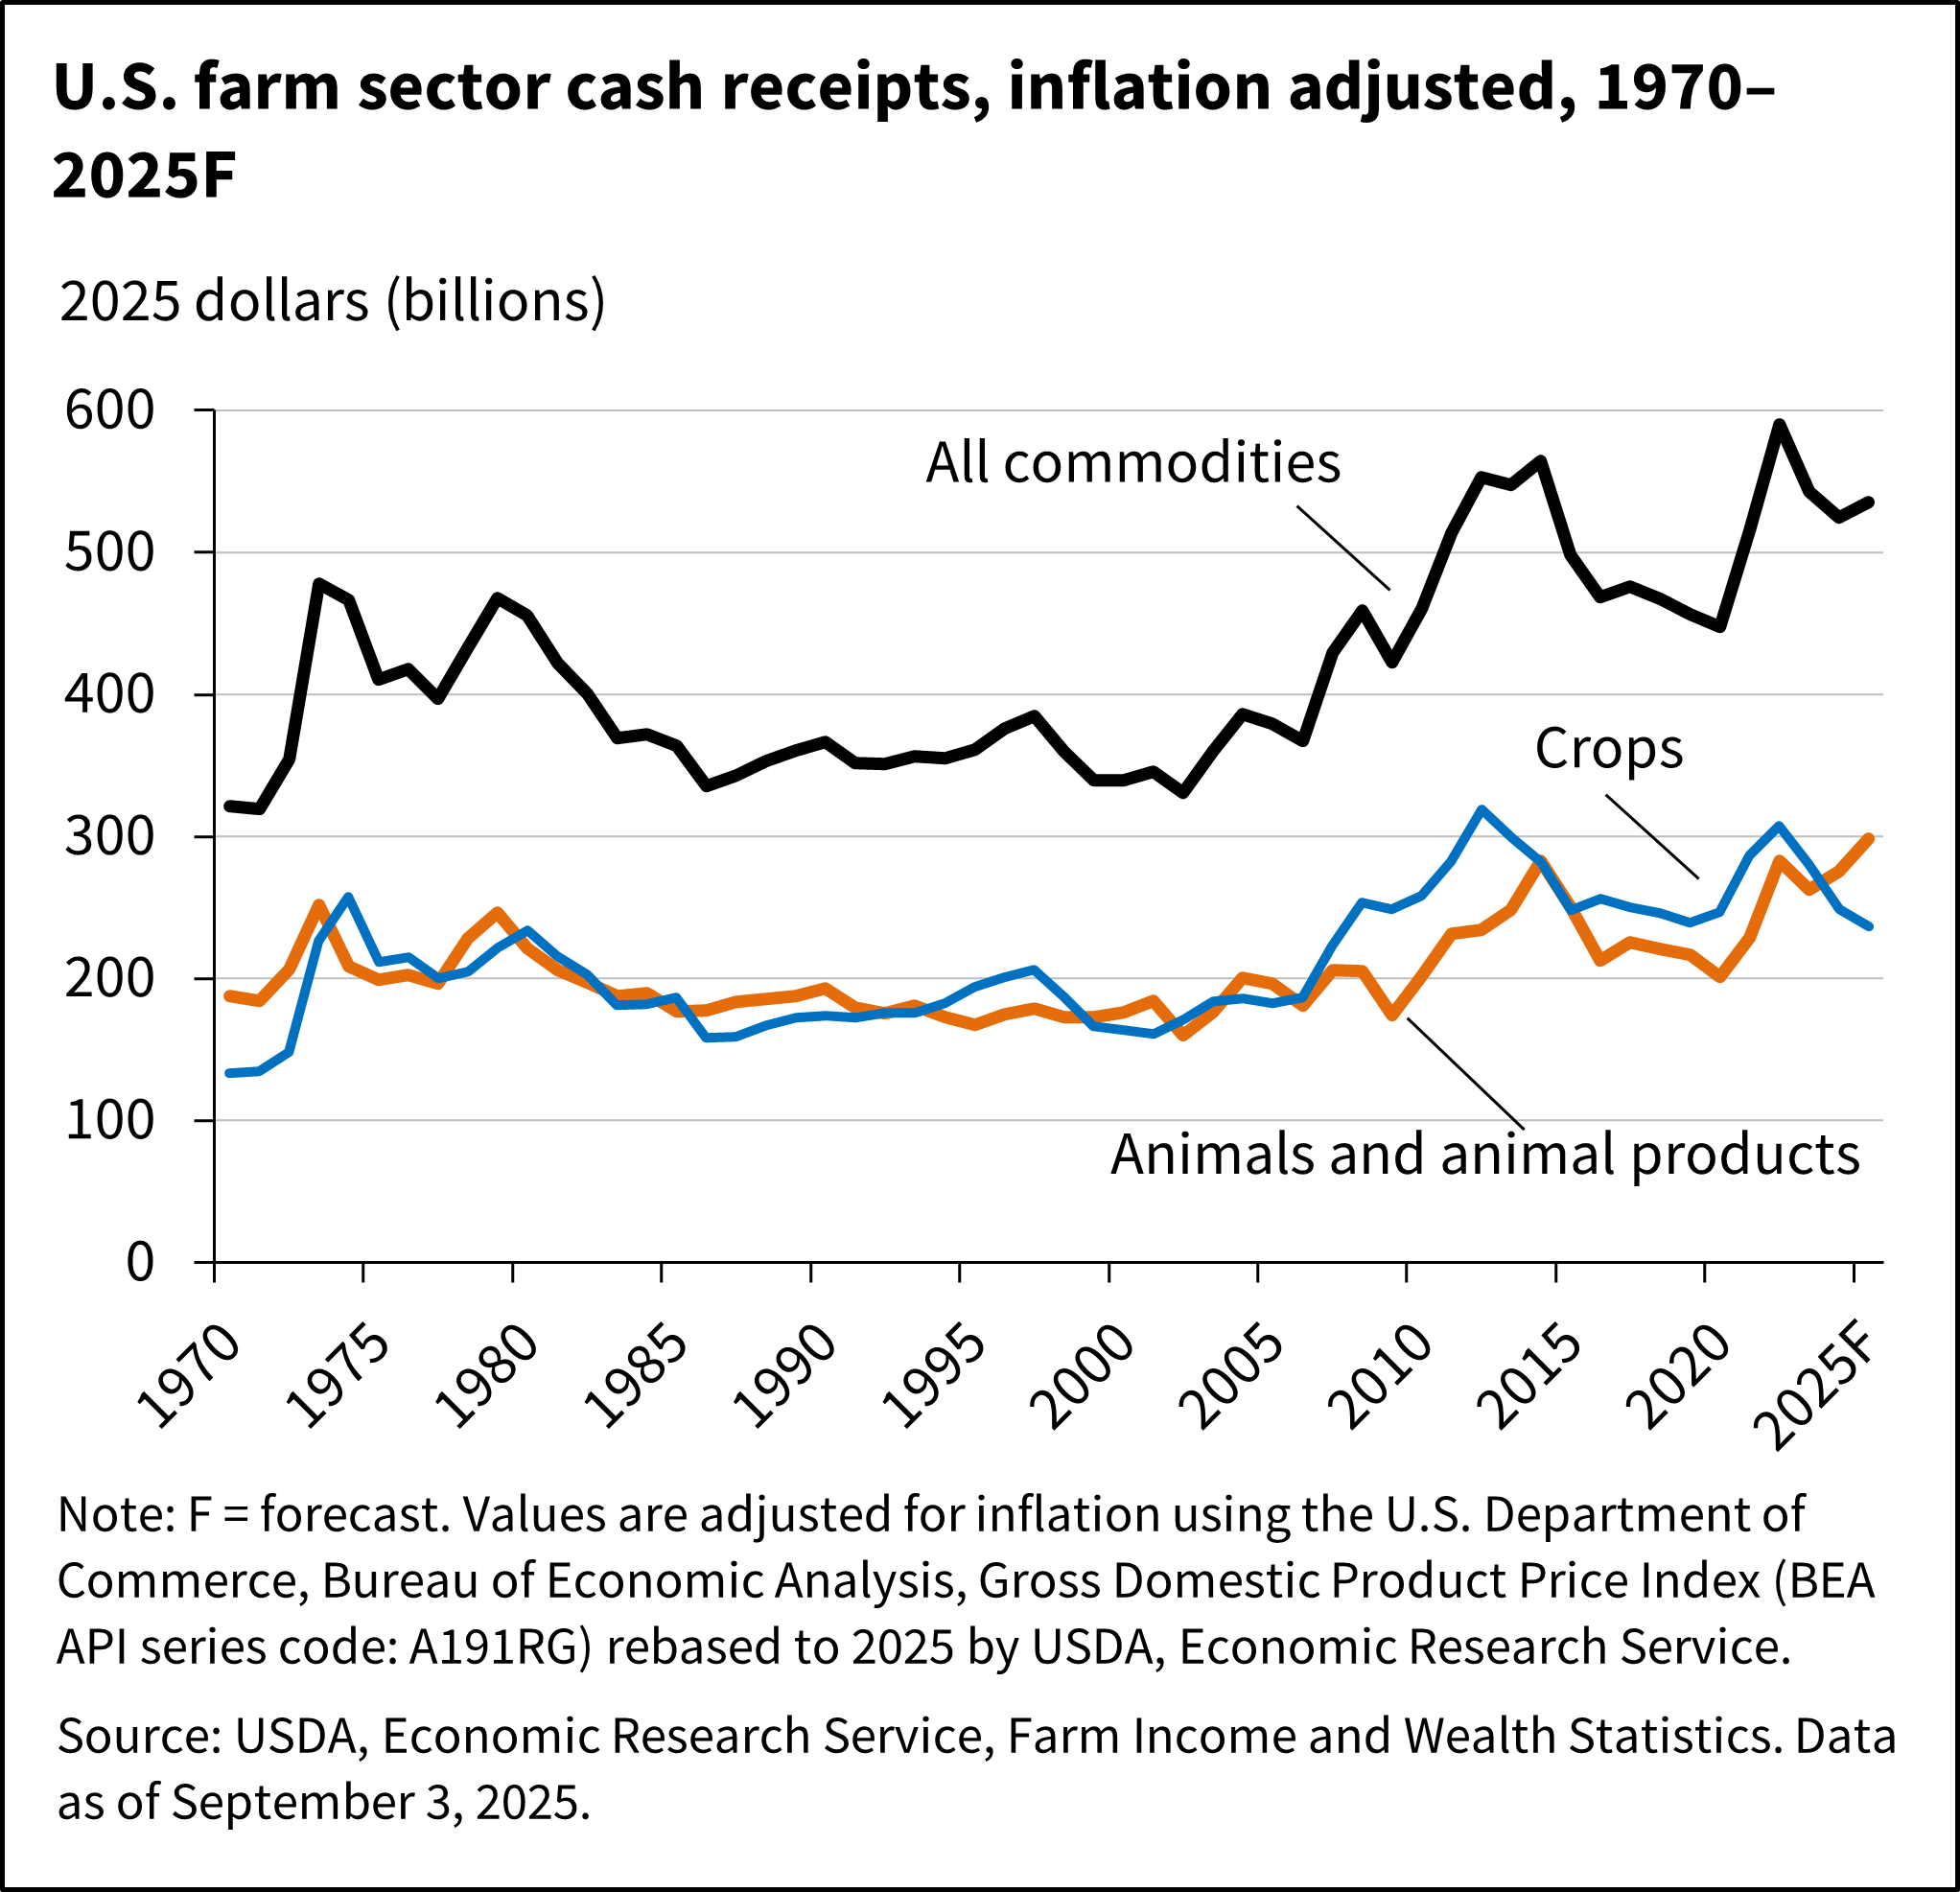 U.S. farm sector cash receipts, inflation adjusted, 1970–
2025F
2025 dollars (billions)
600
500
400
300
200
100
0
All commodities
Crops
Animals and animal products
1970
1975
1980
1985
1990
1995
2000
2005
2010
2015
2020
2025F
Note: F = forecast. Values are adjusted for inflation using the U.S. Department of
Commerce, Bureau of Economic Analysis, Gross Domestic Product Price Index (BEA
API series code: A191RG) rebased to 2025 by USDA, Economic Research Service.
Source: USDA, Economic Research Service, Farm Income and Wealth Statistics. Data
as of September 3, 2025.